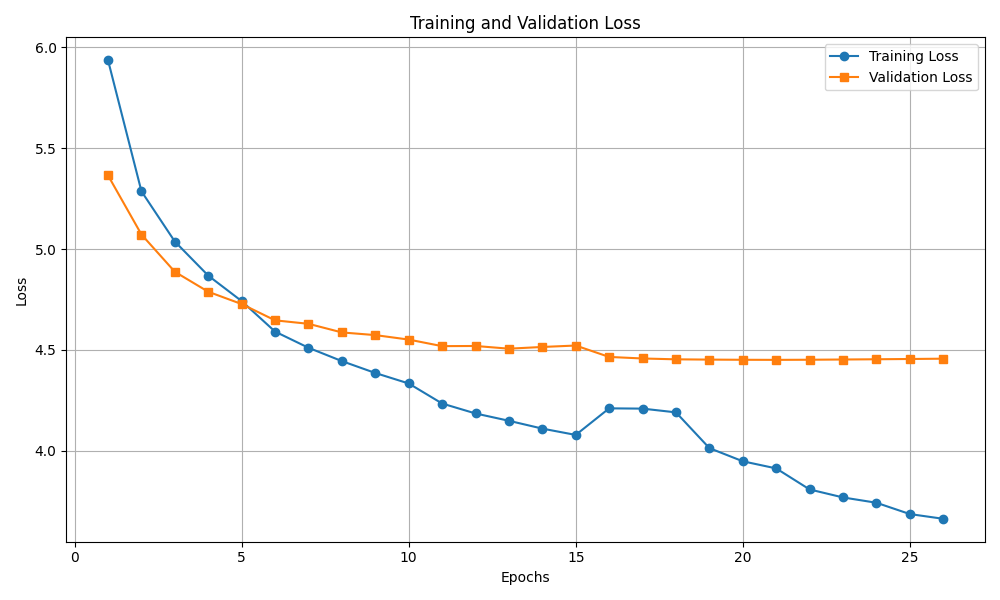 Training and Validation Loss
Training Loss
Validation Loss
Loss
6.0
5.5
5.0
4.5
4.0
0 5 10 15 20 25
Epochs